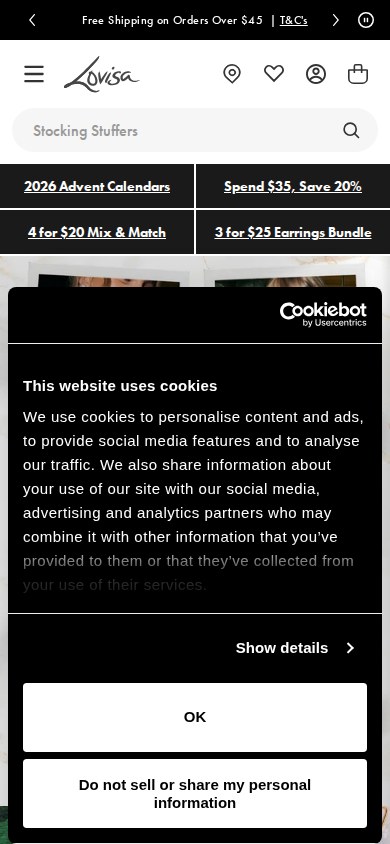 Free Shipping on Orders Over $45 | T&C's
Lovisa
Stocking Stuffers
2026 Advent Calendars
Spend $35, Save 20%
4 for $20 Mix & Match
3 for $25 Earrings Bundle
Cookiebot
by Usercentrics
This website uses cookies
We use cookies to personalise content and ads,
to provide social media features and to analyse
our traffic. We also share information about
your use of our site with our social media,
advertising and analytics partners who may
combine it with other information that you've
provided to them or that they've collected from
your use of their services.
Show details
OK
Do not sell or share my personal
information